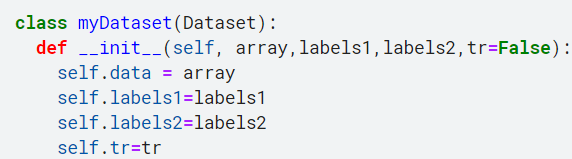 class myDataset(Dataset):
  def __init__(self, array,labels1,labels2,tr=False):
    self.data = array
    self.labels1=labels1
    self.labels2=labels2
    self.tr=tr